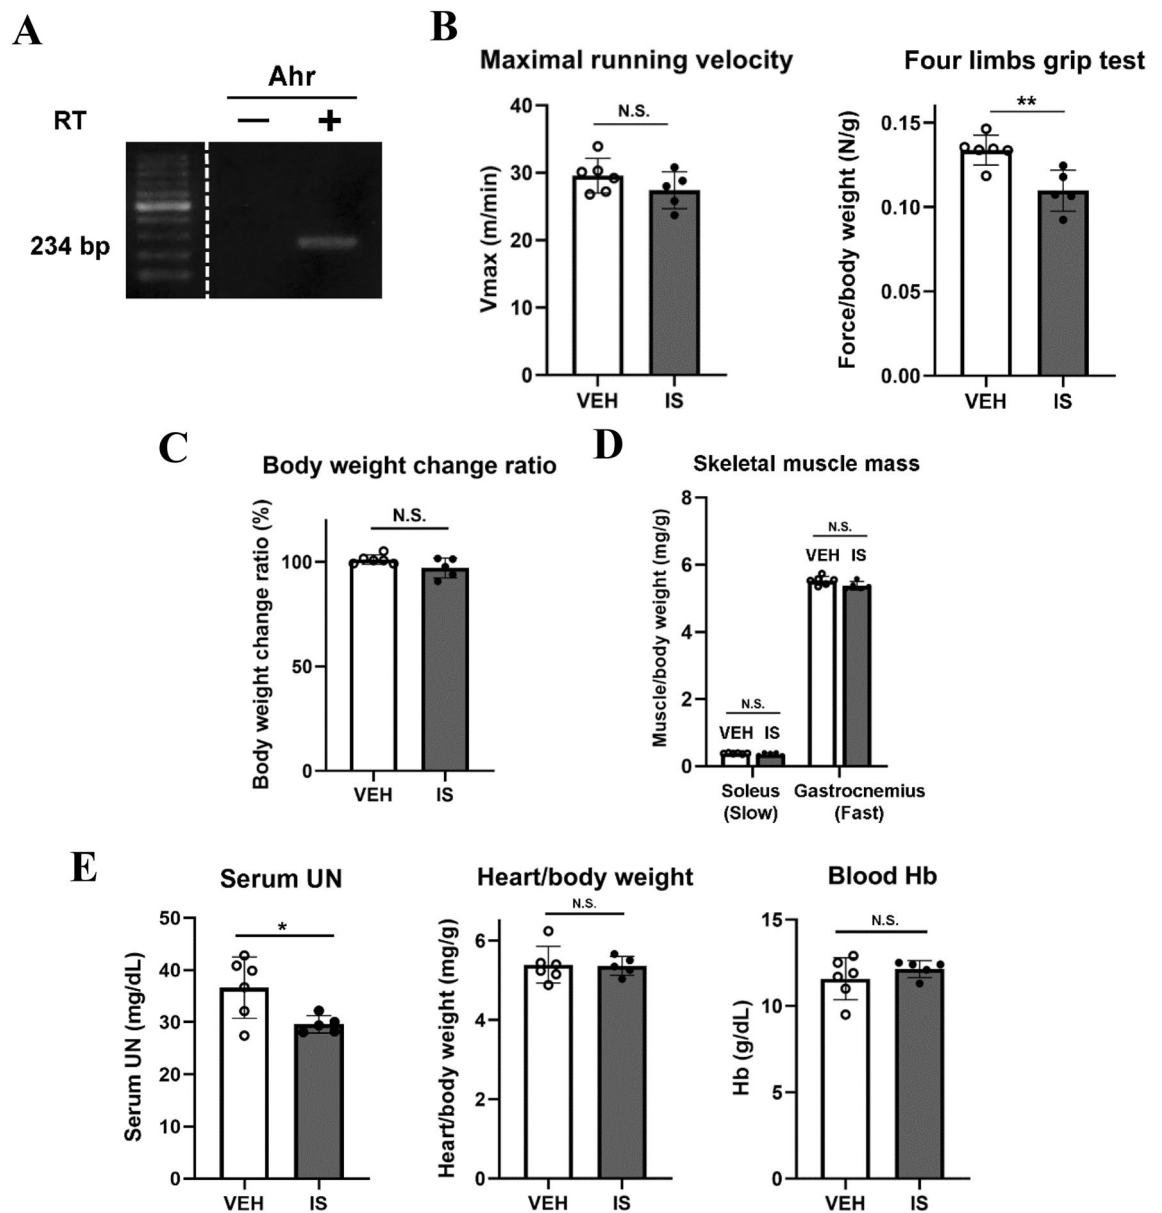 A
Ahr
RT
— +
234 bp
B
Maximal running velocity
N.S.
Vmax (m/min)
40
30
20
10
0
VEH IS
Four limbs grip test
**
Force/body weight (N/g)
0.15
0.10
0.05
0.00
VEH IS
C
Body weight change ratio
N.S.
Body weight change ratio (%)
100
50
0
VEH IS
D
Skeletal muscle mass
Muscle/body weight (mg/g)
8
6
4
2
0
N.S.
VEH IS
N.S.
VEH IS
Soleus
(Slow)
Gastrocnemius
(Fast)
E
Serum UN
*
Serum UN (mg/dL)
50
40
30
20
10
0
VEH IS
Heart/body weight
N.S.
Heart/body weight (mg/g)
6
4
2
0
VEH IS
Blood Hb
N.S.
Hb (g/dL)
15
10
5
0
VEH IS